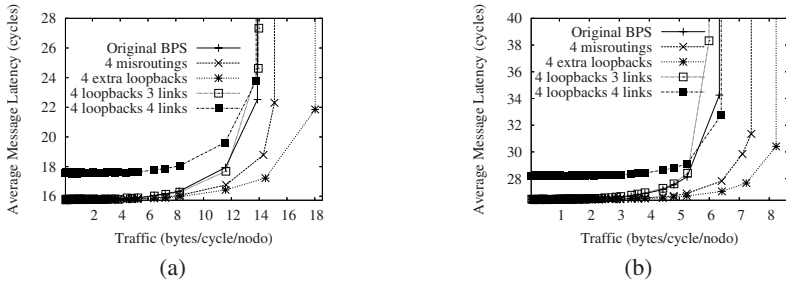 Average Message Latency (cycles)
28
26
24
22
20
18
16
Original BPS
4 misroutings
4 extra loopbacks
4 loopbacks 3 links
4 loopbacks 4 links
2 4 6 8 10 12 14 16 18
Traffic (bytes/cycle/nodo)
(a)
Average Message Latency (cycles)
40
38
36
34
32
30
28
Original BPS
4 misroutings
4 extra loopbacks
4 loopbacks 3 links
4 loopbacks 4 links
1 2 3 4 5 6 7 8
Traffic (bytes/cycle/nodo)
(b)